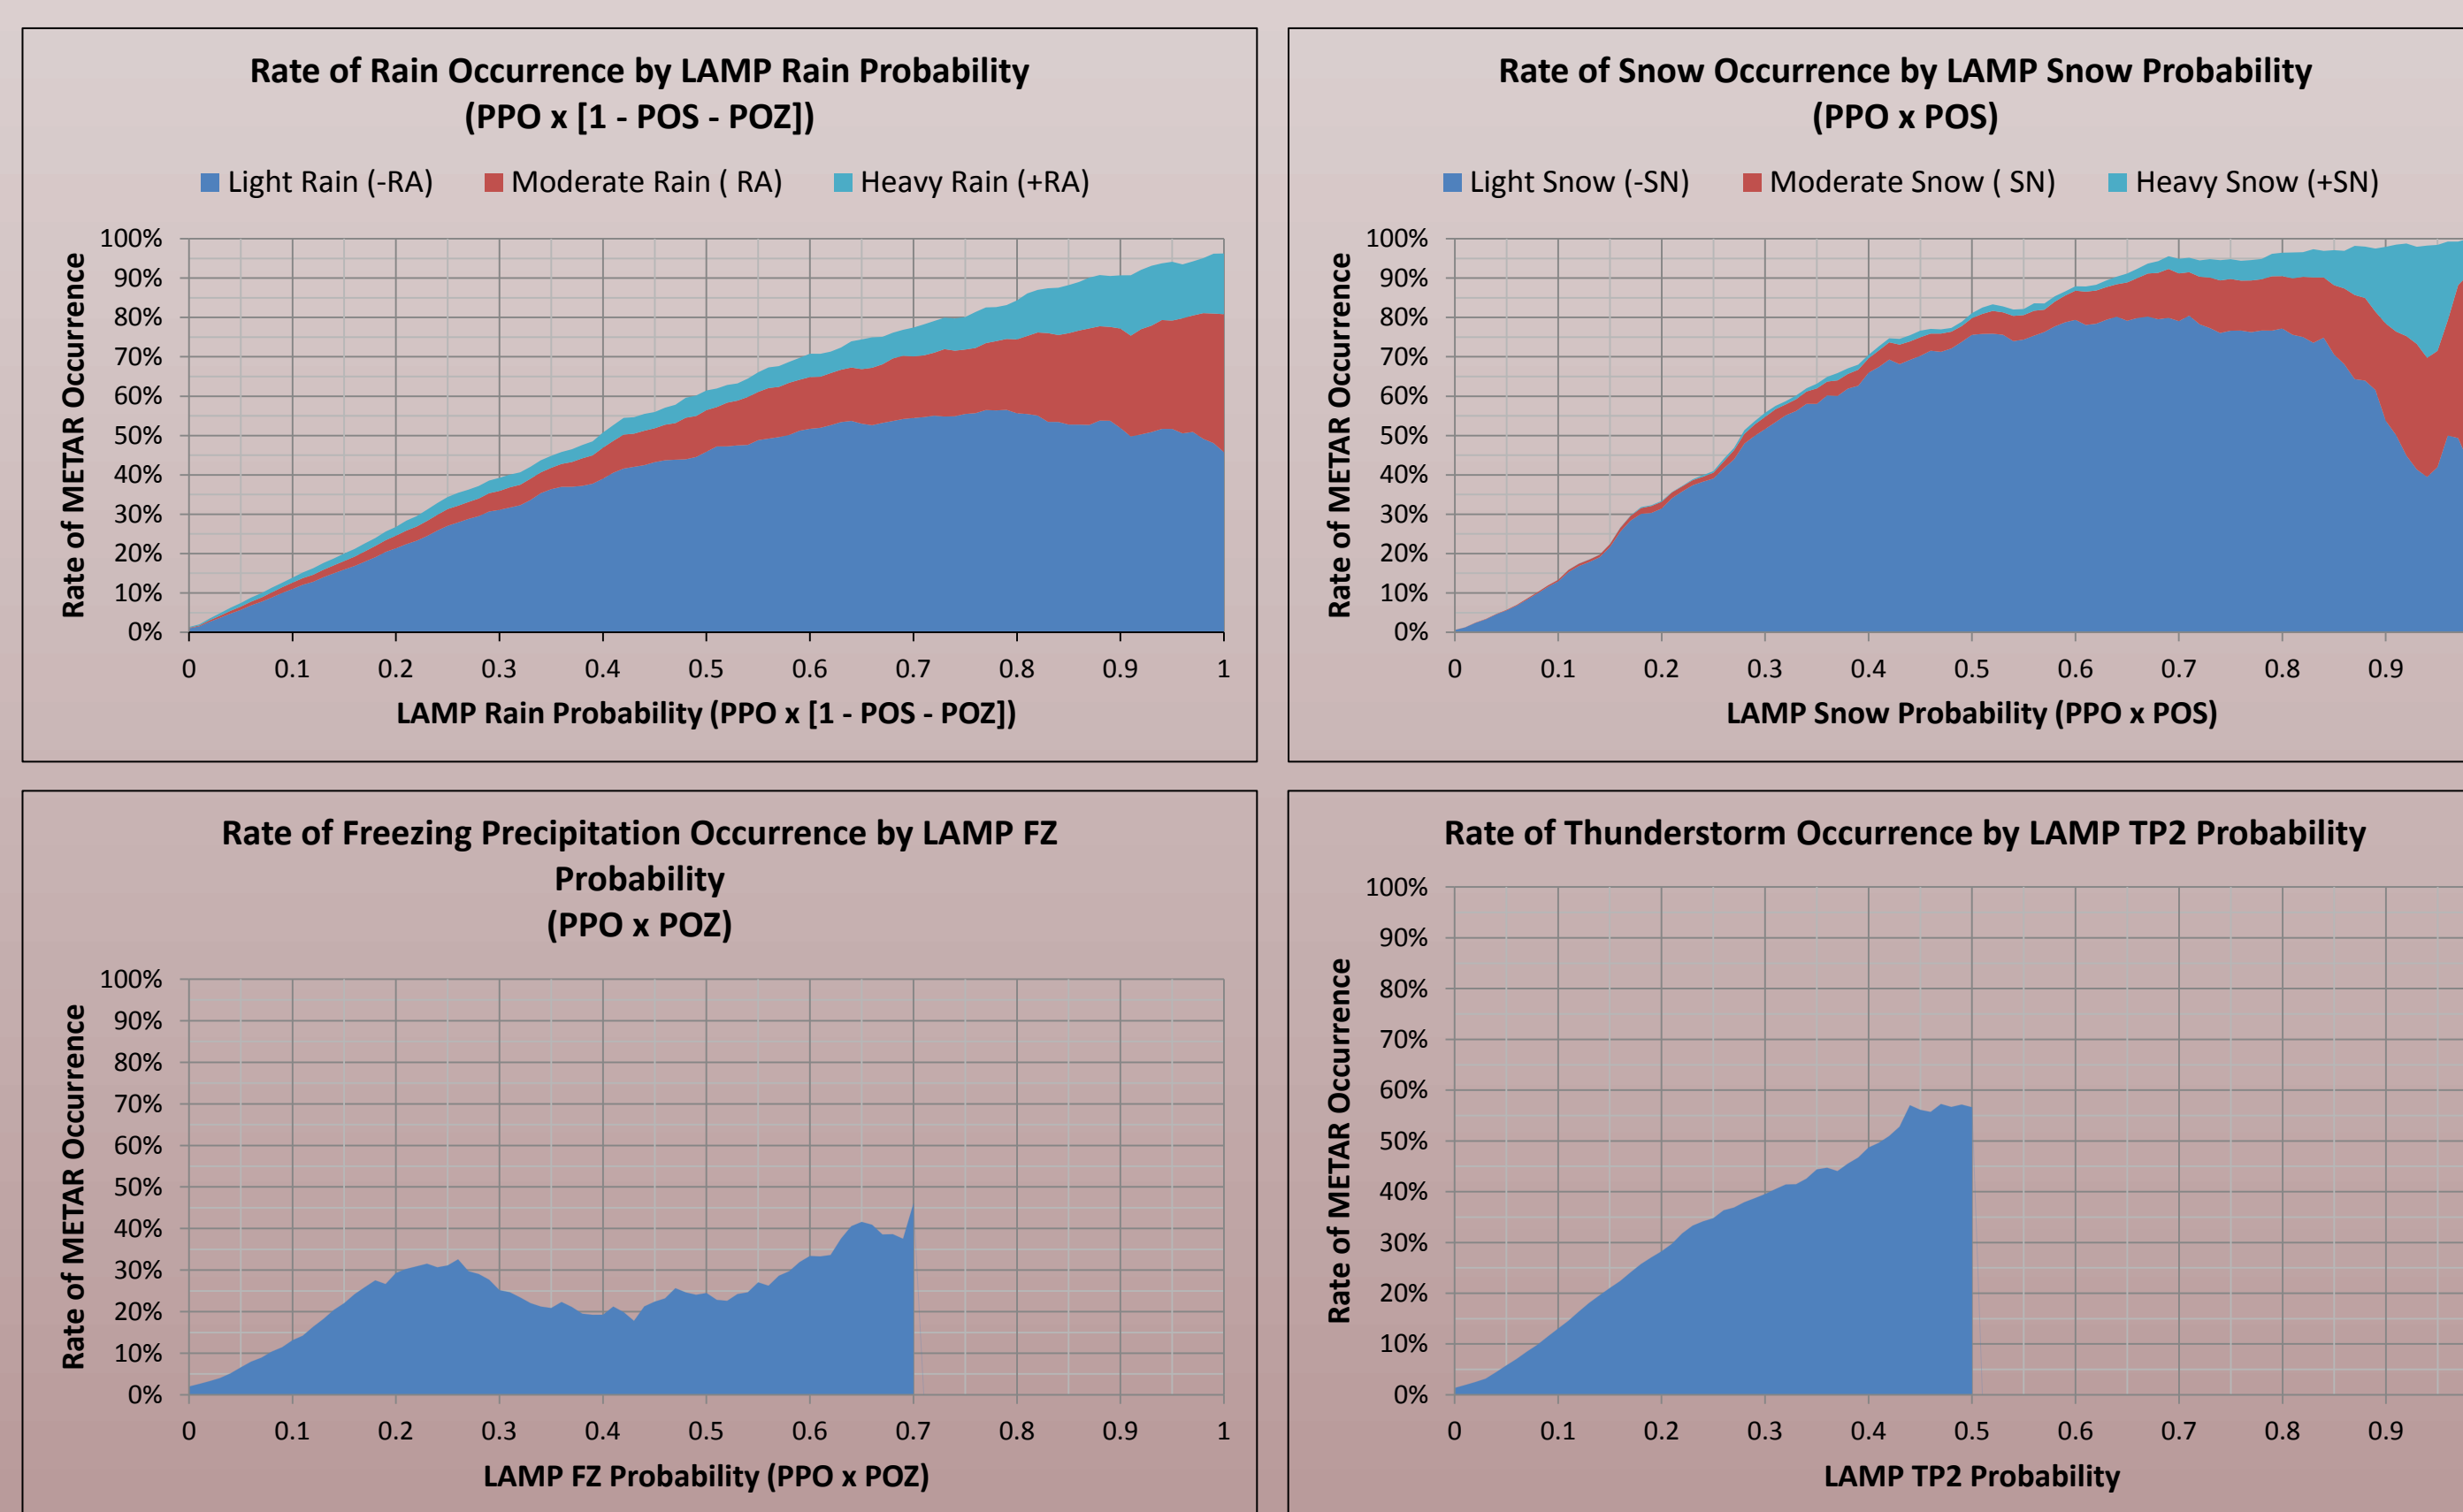 Rate of Rain Occurrence by LAMP Rain Probability
(PPO x [1 - POS - POZ])
Light Rain (-RA) Moderate Rain ( RA) Heavy Rain (+RA)
Rate of METAR Occurrence
100%
90%
80%
70%
60%
50%
40%
30%
20%
10%
0%
0 0.1 0.2 0.3 0.4 0.5 0.6 0.7 0.8 0.9 1
LAMP Rain Probability (PPO x [1 - POS - POZ])
Rate of Snow Occurrence by LAMP Snow Probability
(PPO x POS)
Light Snow (-SN) Moderate Snow ( SN) Heavy Snow (+SN)
Rate of METAR Occurrence
100%
90%
80%
70%
60%
50%
40%
30%
20%
10%
0%
0 0.1 0.2 0.3 0.4 0.5 0.6 0.7 0.8 0.9
LAMP Snow Probability (PPO x POS)
Rate of Freezing Precipitation Occurrence by LAMP FZ
Probability
(PPO x POZ)
Rate of METAR Occurrence
100%
90%
80%
70%
60%
50%
40%
30%
20%
10%
0%
0 0.1 0.2 0.3 0.4 0.5 0.6 0.7 0.8 0.9 1
LAMP FZ Probability (PPO x POZ)
Rate of Thunderstorm Occurrence by LAMP TP2 Probability
Rate of METAR Occurrence
100%
90%
80%
70%
60%
50%
40%
30%
20%
10%
0%
0 0.1 0.2 0.3 0.4 0.5 0.6 0.7 0.8 0.9
LAMP TP2 Probability